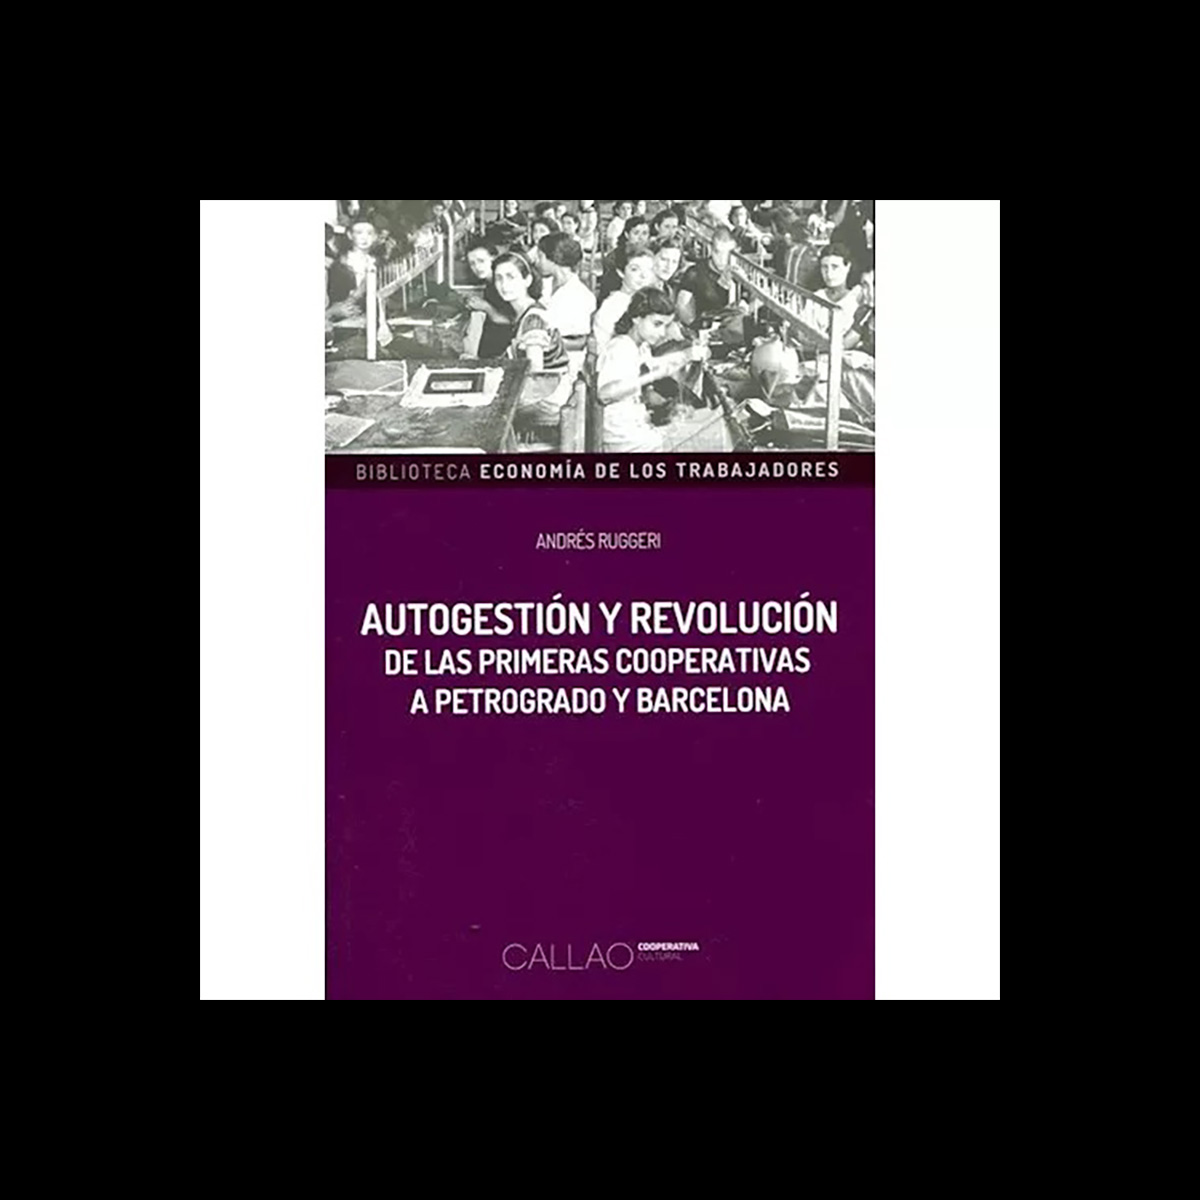 BIBLIOTECA ECONOMÍA DE LOS TRABAJADORES
ANDRÉS RUGGERI
AUTOGESTIÓN Y REVOLUCIÓN
DE LAS PRIMERAS COOPERATIVAS
A PETROGRADO Y BARCELONA
CALLAO COOPERATIVA
CULTURAL